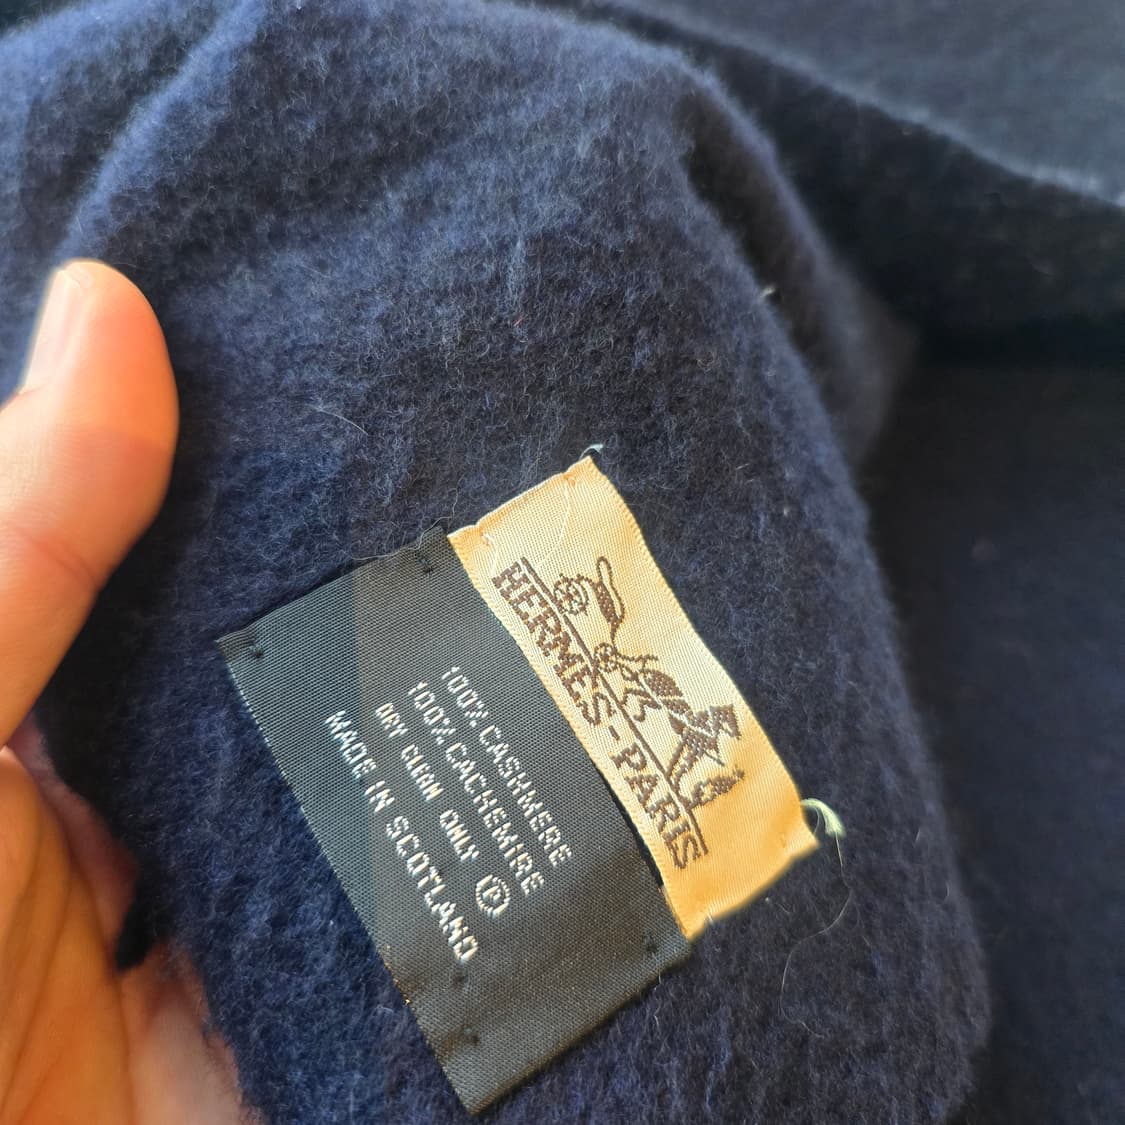 HERMES-PARIS
100% CASHMERE
100% CACHEMIRE
DRY CLEAN ONLY Ⓟ
MADE IN SCOTLAND